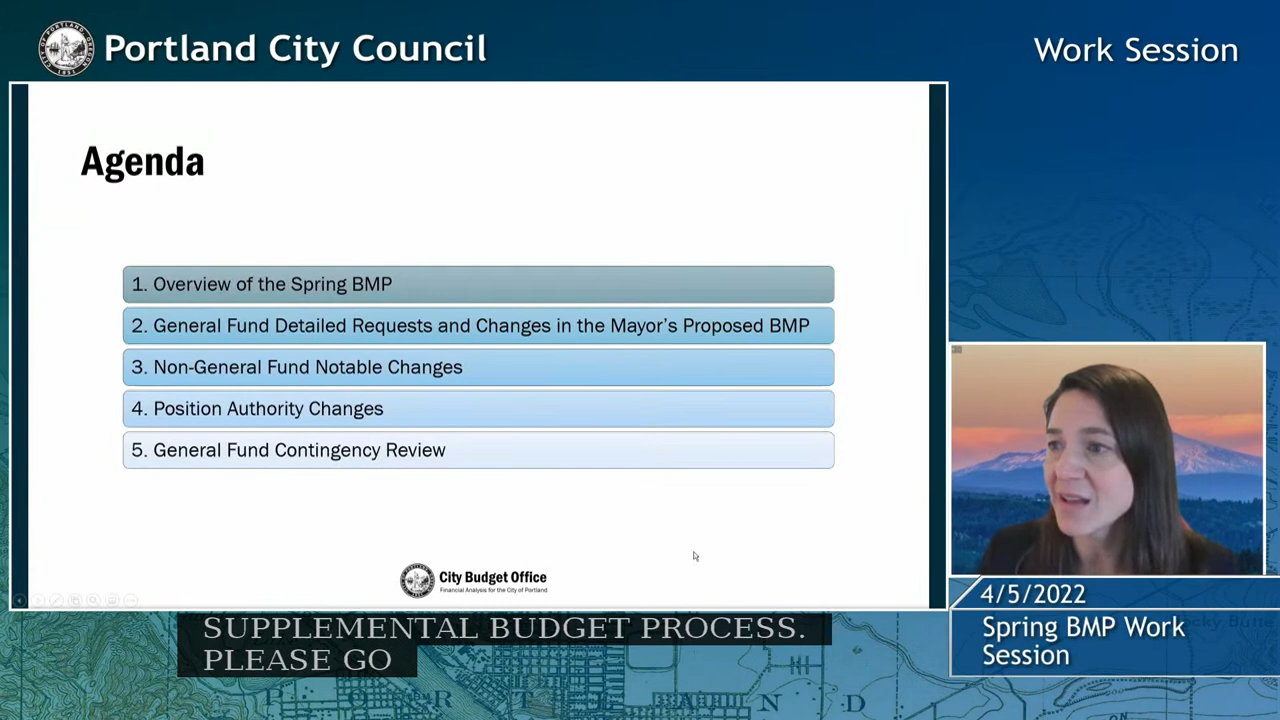 Portland City Council
Work Session
Agenda
1. Overview of the Spring BMP
2. General Fund Detailed Requests and Changes in the Mayor's Proposed BMP
3. Non-General Fund Notable Changes
4. Position Authority Changes
5. General Fund Contingency Review
City Budget Office
Financial Analysis for the City of Portland
4/5/2022
Spring BMP Work
Session
SUPPLEMENTAL BUDGET PROCESS.
PLEASE GO
P O R T L A N D